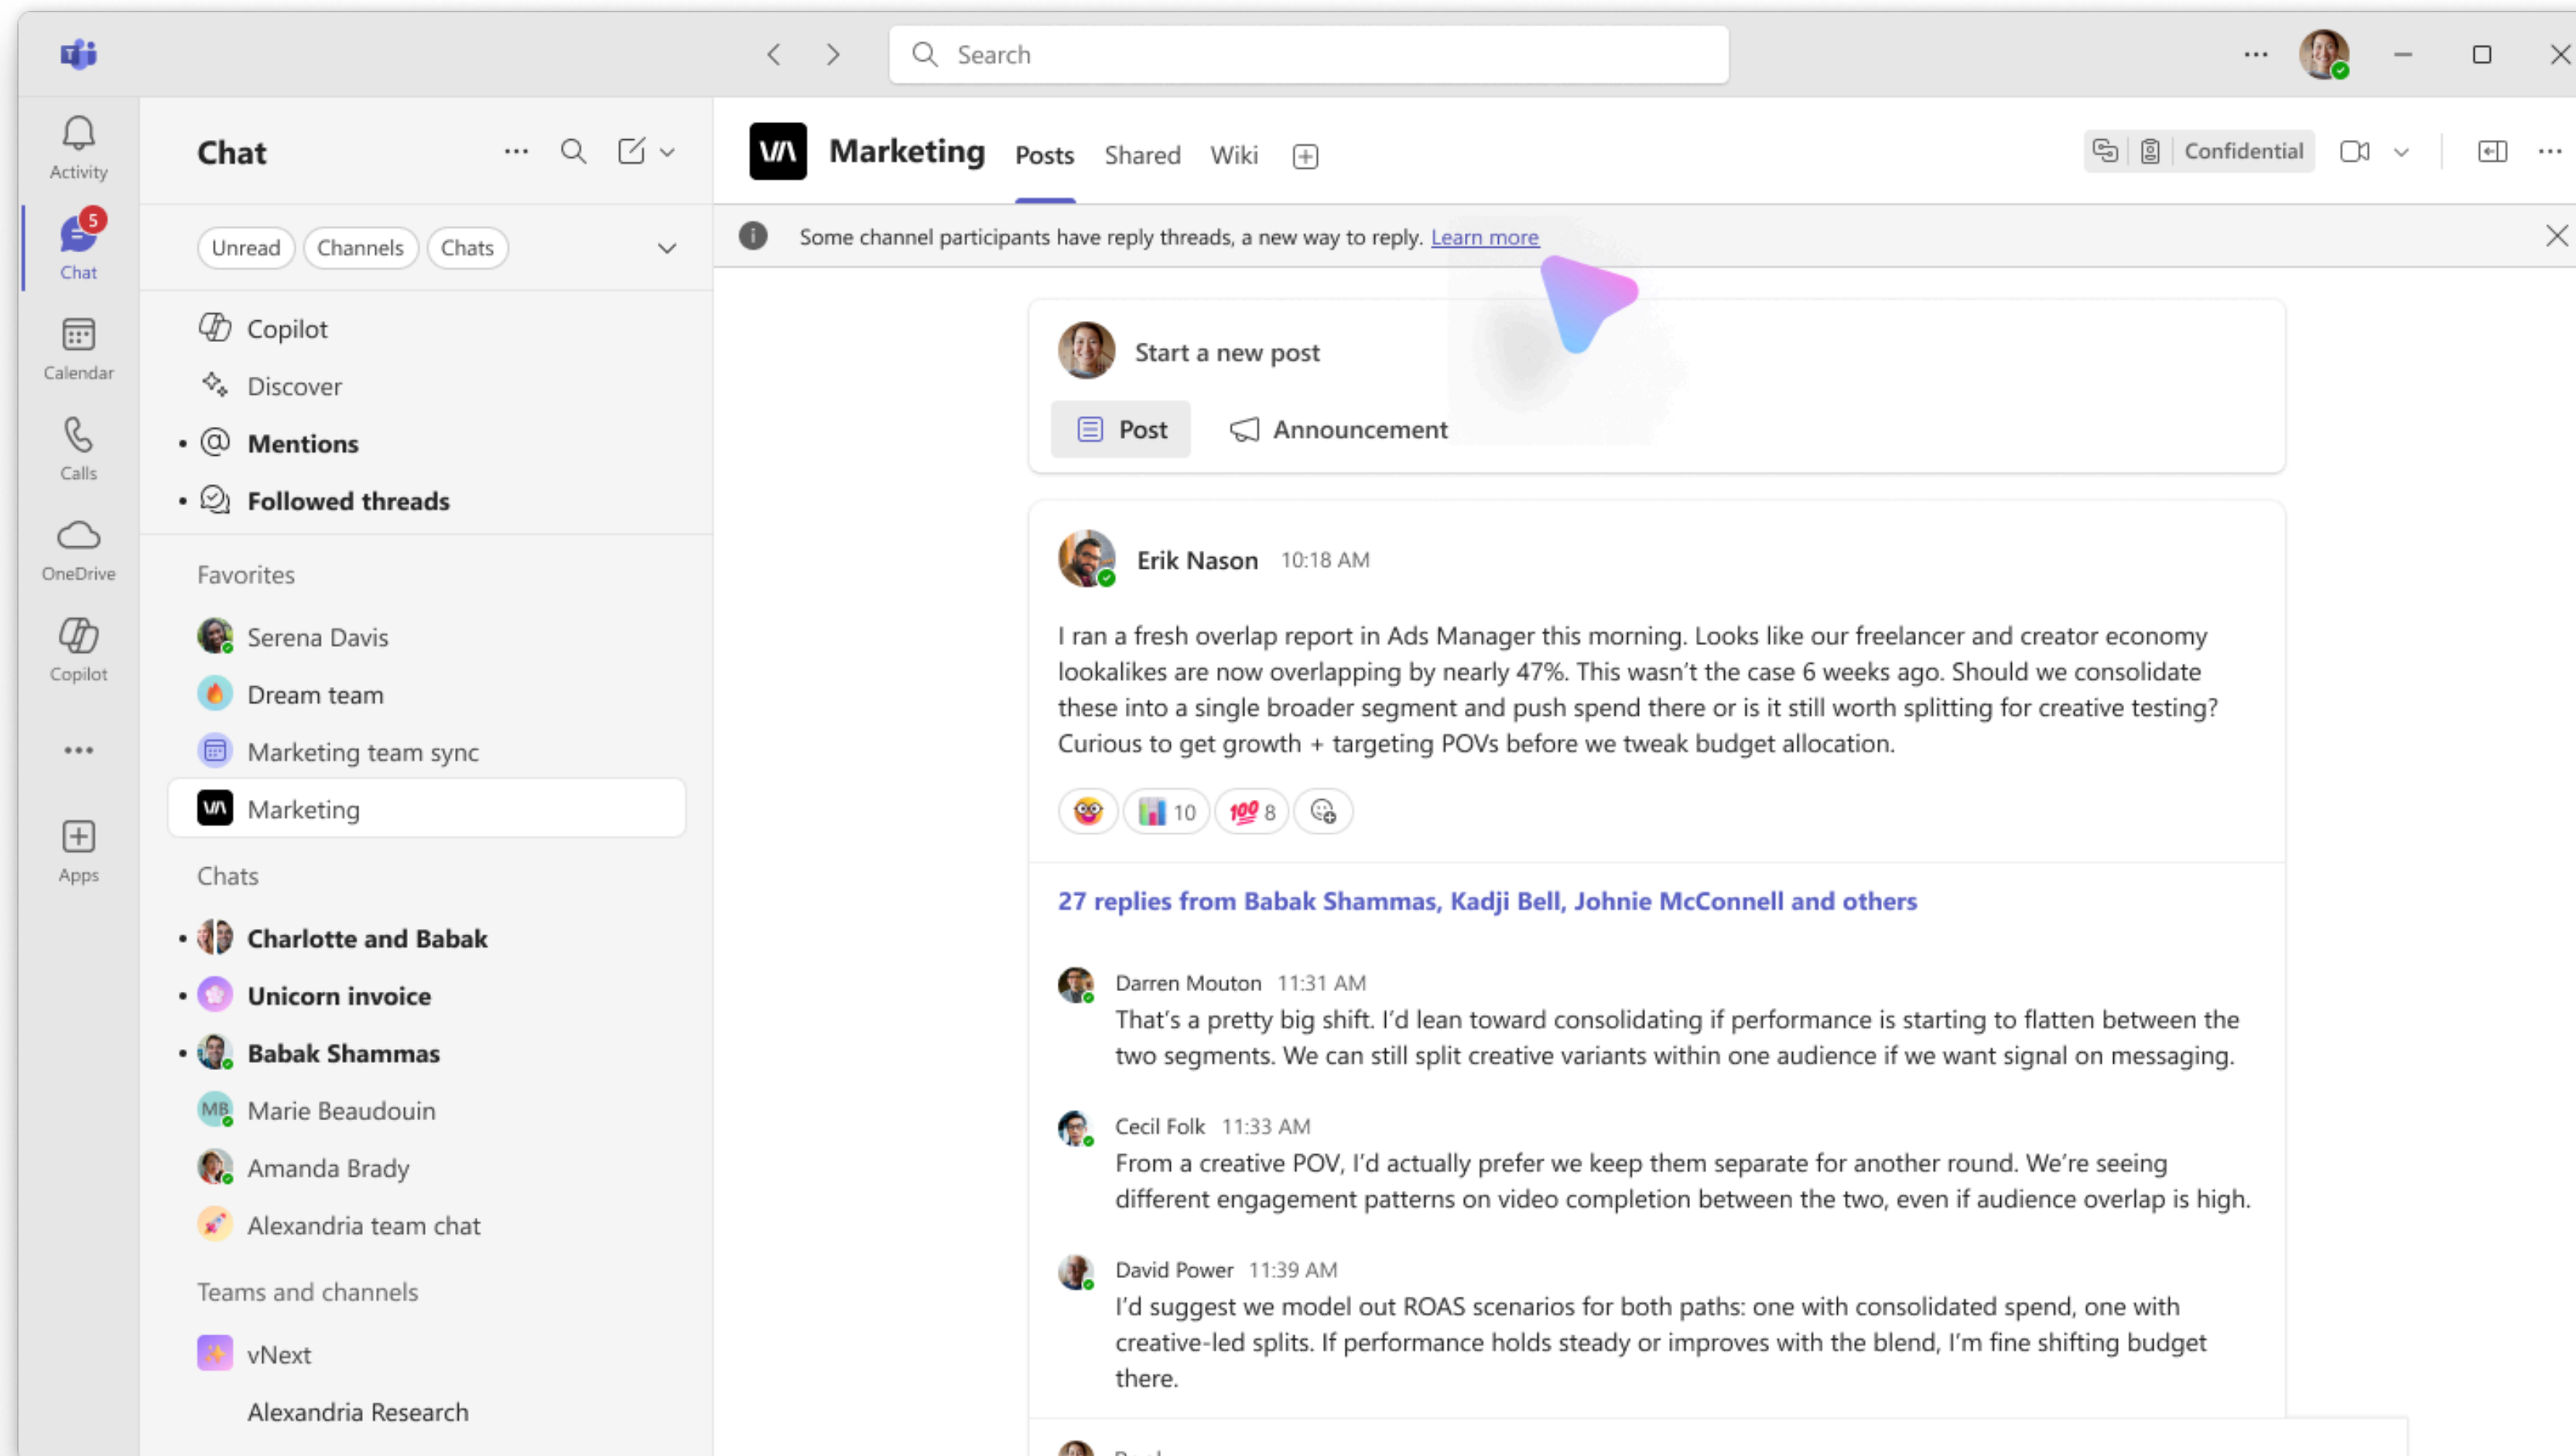 Search
Activity
5
Chat
Calendar
Calls
OneDrive
Copilot
Apps
Chat
Unread
Channels
Chats
Copilot
Discover
Mentions
Followed threads
Favorites
Serena Davis
Dream team
Marketing team sync
Marketing
Chats
Charlotte and Babak
Unicorn invoice
Babak Shammas
MB Marie Beaudouin
Amanda Brady
Alexandria team chat
Teams and channels
vNext
Alexandria Research
Marketing Posts Shared Wiki
Confidential
Some channel participants have reply threads, a new way to reply. Learn more
Start a new post
Post
Announcement
Erik Nason 10:18 AM
I ran a fresh overlap report in Ads Manager this morning. Looks like our freelancer and creator economy
lookalikes are now overlapping by nearly 47%. This wasn’t the case 6 weeks ago. Should we consolidate
these into a single broader segment and push spend there or is it still worth splitting for creative testing?
Curious to get growth + targeting POVs before we tweak budget allocation.
10
100 8
27 replies from Babak Shammas, Kadji Bell, Johnie McConnell and others
Darren Mouton 11:31 AM
That’s a pretty big shift. I’d lean toward consolidating if performance is starting to flatten between the
two segments. We can still split creative variants within one audience if we want signal on messaging.
Cecil Folk 11:33 AM
From a creative POV, I’d actually prefer we keep them separate for another round. We’re seeing
different engagement patterns on video completion between the two, even if audience overlap is high.
David Power 11:39 AM
I’d suggest we model out ROAS scenarios for both paths: one with consolidated spend, one with
creative-led splits. If performance holds steady or improves with the blend, I’m fine shifting budget
there.